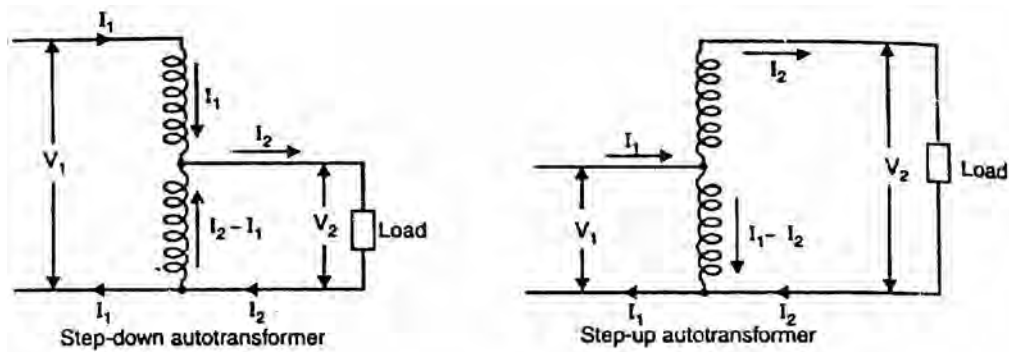 I₁
V₁
I₁
I₂
I₂ – I₁
V₂
Load
I₁
I₂
Step-down autotransformer
I₂
I₁
V₂
Load
V₁
I₁ – I₂
I₁
I₂
Step-up autotransformer